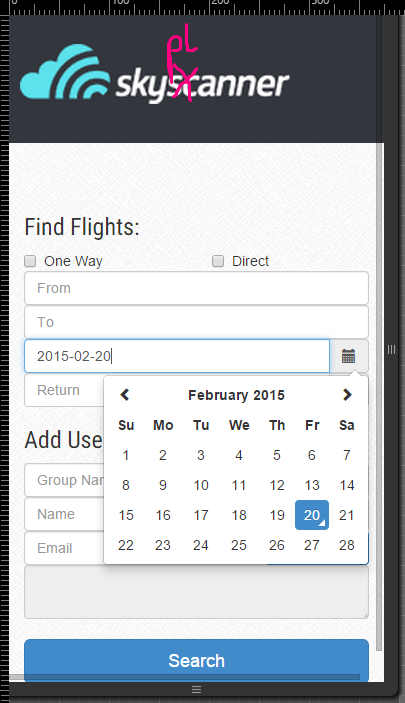 0 100 200 300
pl
skyscanner
Find Flights:
One Way Direct
From
To
2015-02-20
Return
February 2015
Su Mo Tu We Th Fr Sa
1 2 3 4 5 6 7
8 9 10 11 12 13 14
15 16 17 18 19 20 21
22 23 24 25 26 27 28
Add Use
Group Nam
Name
Email
Search